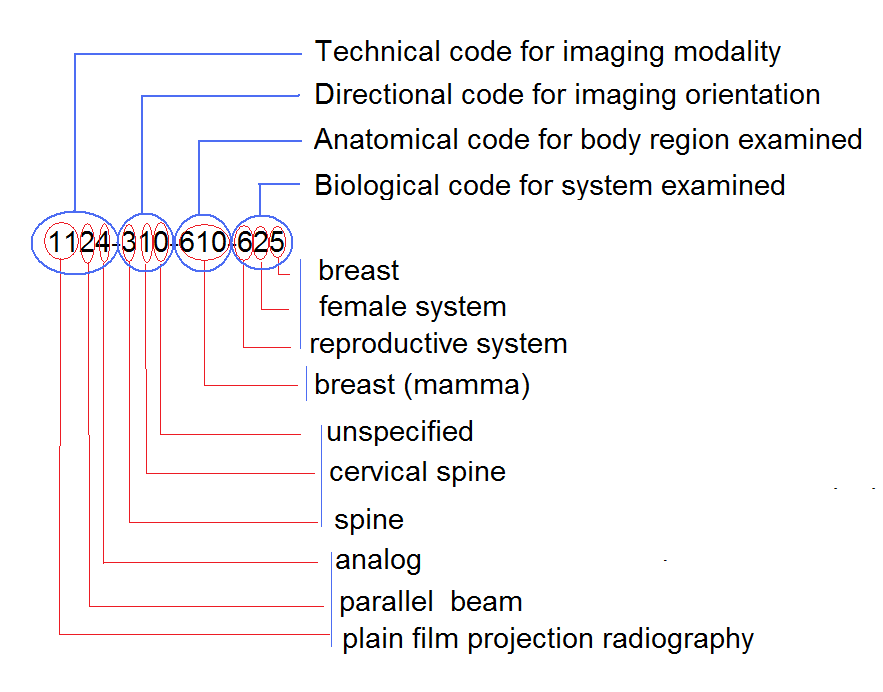 Technical code for imaging modality
Directional code for imaging orientation
Anatomical code for body region examined
Biological code for system examined
1124-310-610-625
breast
female system
reproductive system
breast (mamma)
unspecified
cervical spine
spine
analog
parallel beam
plain film projection radiography